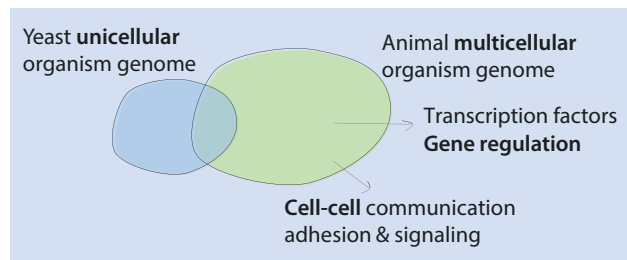 Yeast unicellular
organism genome
Animal multicellular
organism genome
Transcription factors
Gene regulation
Cell-cell communication
adhesion & signaling